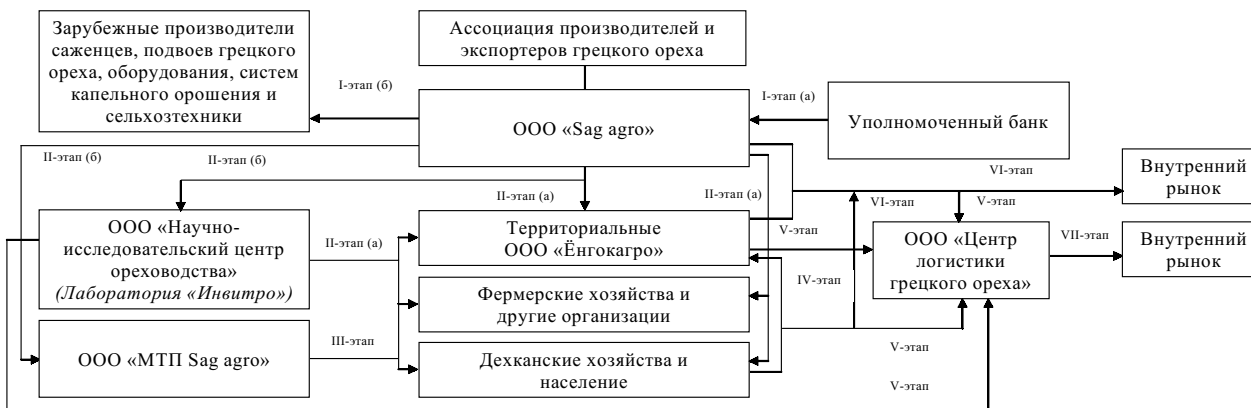 Зарубежные производители
саженцев, подвоев грецкого
ореха, оборудования, систем
капельного орошения и
сельхозтехники
Ассоциация производителей и
экспортеров грецкого ореха
I-этап (б)
I-этап (а)
ООО «Sag agro»
Уполномоченный банк
II-этап (б)
II-этап (б)
VI-этап
Внутренний
рынок
II-этап (а)
II-этап (а)
VI-этап
V-этап
ООО «Научно-
исследовательский центр
ореховодства»
(Лаборатория «Инвитро»)
II-этап (а)
Территориальные
ООО «Ёнгокагро»
V-этап
ООО «Центр
логистики
грецкого ореха»
VII-этап
Внутренний
рынок
IV-этап
Фермерские хозяйства и
другие организации
ООО «МТП Sag agro»
III-этап
Дехканские хозяйства и
население
V-этап
V-этап